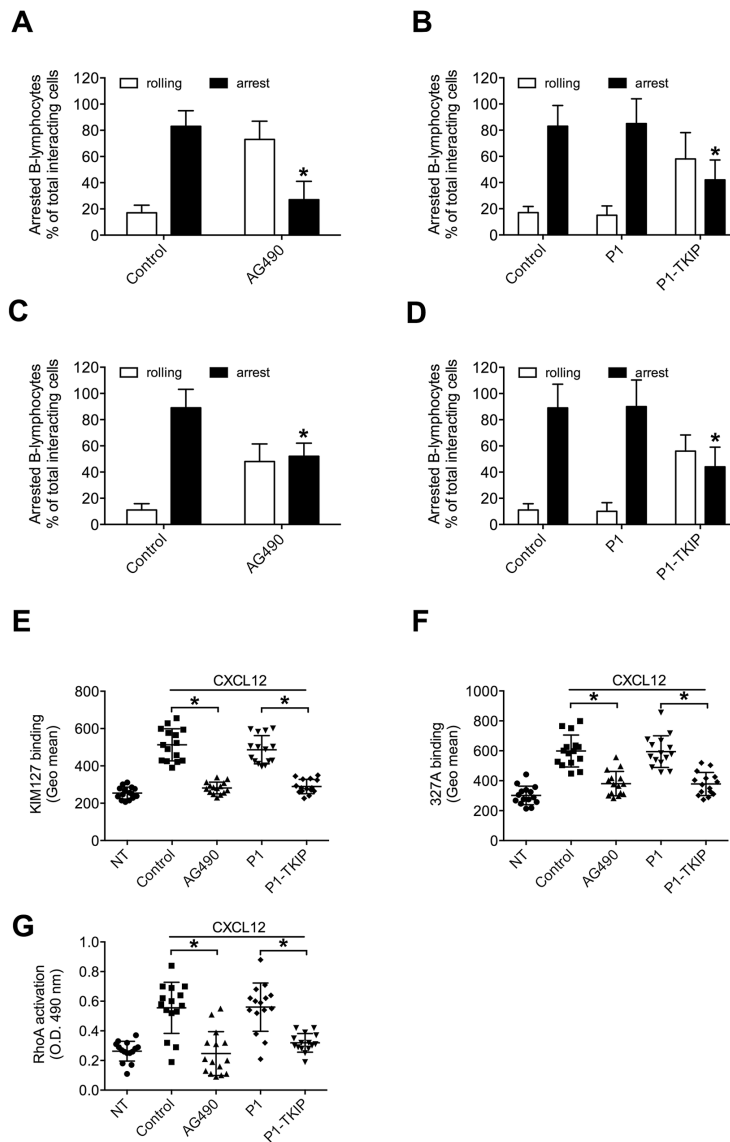 A
Arrested B-lymphocytes
% of total interacting cells
120
100
80
60
40
20
0
rolling
arrest
Control
AG490
B
Arrested B-lymphocytes
% of total interacting cells
120
100
80
60
40
20
0
rolling
arrest
*
*
Control
P1
P1-TKIP
C
Arrested B-lymphocytes
% of total interacting cells
120
100
80
60
40
20
0
rolling
arrest
*
Control
AG490
D
Arrested B-lymphocytes
% of total interacting cells
120
100
80
60
40
20
0
rolling
arrest
*
Control
P1
P1-TKIP
E
KIM127 binding
(Geo mean)
800
600
400
200
0
CXCL12
*
*
NT
Control
AG490
P1
P1-TKIP
F
327A binding
(Geo mean)
1000
800
600
400
200
0
CXCL12
*
*
NT
Control
AG490
P1
P1-TKIP
G
RhoA activation
(O.D. 490 nm)
1.0
0.8
0.6
0.4
0.2
0.0
CXCL12
*
*
NT
Control
AG490
P1
P1-TKIP